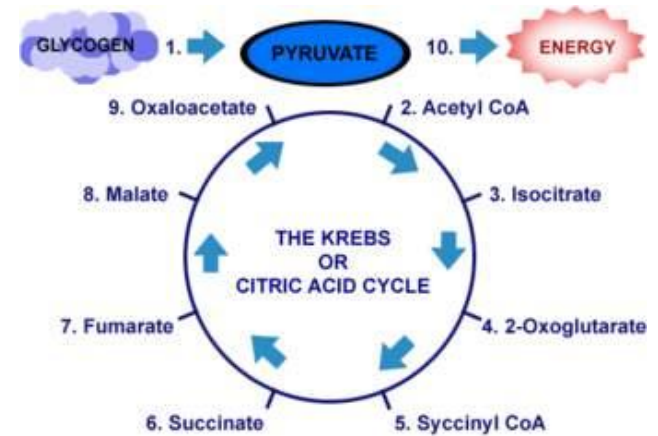 GLYCOGEN 1. PYRUVATE 10. ENERGY
9. Oxaloacetate 2. Acetyl CoA
8. Malate 3. Isocitrate
THE KREBS
OR
CITRIC ACID CYCLE
7. Fumarate 4. 2-Oxoglutarate
6. Succinate 5. Syccinyl CoA